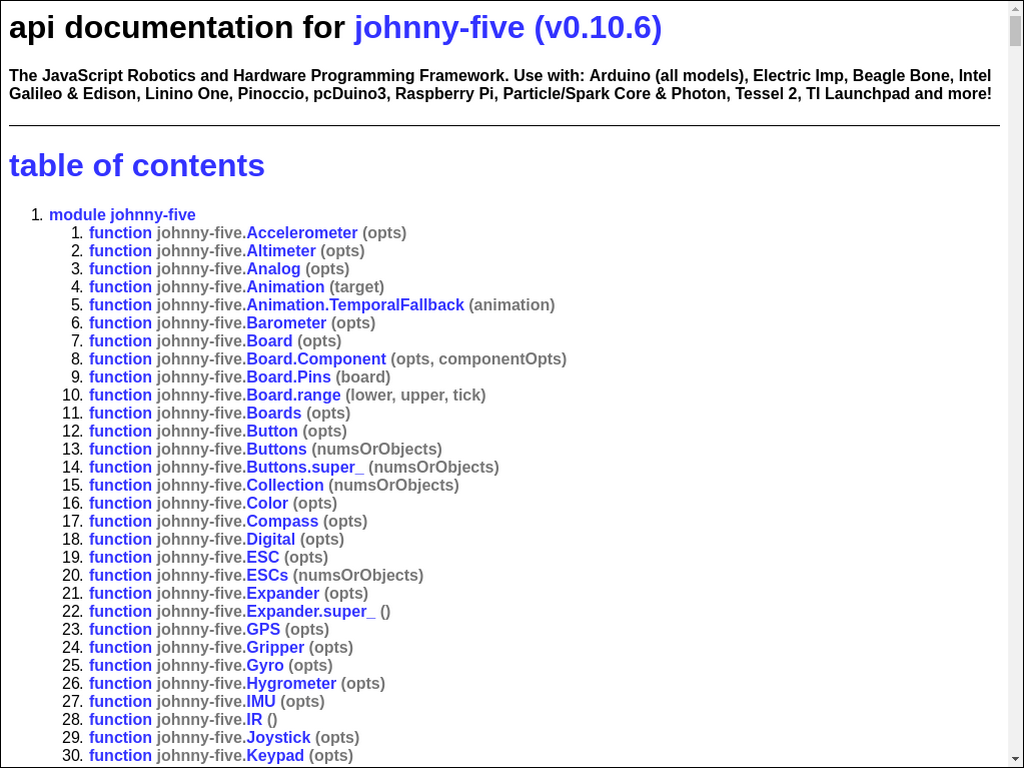 api documentation for johnny-five (v0.10.6)
The JavaScript Robotics and Hardware Programming Framework. Use with: Arduino (all models), Electric Imp, Beagle Bone, Intel
Galileo & Edison, Linino One, Pinoccio, pcDuino3, Raspberry Pi, Particle/Spark Core & Photon, Tessel 2, TI Launchpad and more!
table of contents
1. module johnny-five
1. function johnny-five.Accelerometer (opts)
2. function johnny-five.Altimeter (opts)
3. function johnny-five.Analog (opts)
4. function johnny-five.Animation (target)
5. function johnny-five.Animation.TemporalFallback (animation)
6. function johnny-five.Barometer (opts)
7. function johnny-five.Board (opts)
8. function johnny-five.Board.Component (opts, componentOpts)
9. function johnny-five.Board.Pins (board)
10. function johnny-five.Board.range (lower, upper, tick)
11. function johnny-five.Boards (opts)
12. function johnny-five.Button (opts)
13. function johnny-five.Buttons (numsOrObjects)
14. function johnny-five.Buttons.super_ (numsOrObjects)
15. function johnny-five.Collection (numsOrObjects)
16. function johnny-five.Color (opts)
17. function johnny-five.Compass (opts)
18. function johnny-five.Digital (opts)
19. function johnny-five.ESC (opts)
20. function johnny-five.ESCs (numsOrObjects)
21. function johnny-five.Expander (opts)
22. function johnny-five.Expander.super_ ()
23. function johnny-five.GPS (opts)
24. function johnny-five.Gripper (opts)
25. function johnny-five.Gyro (opts)
26. function johnny-five.Hygrometer (opts)
27. function johnny-five.IMU (opts)
28. function johnny-five.IR ()
29. function johnny-five.Joystick (opts)
30. function johnny-five.Keypad (opts)